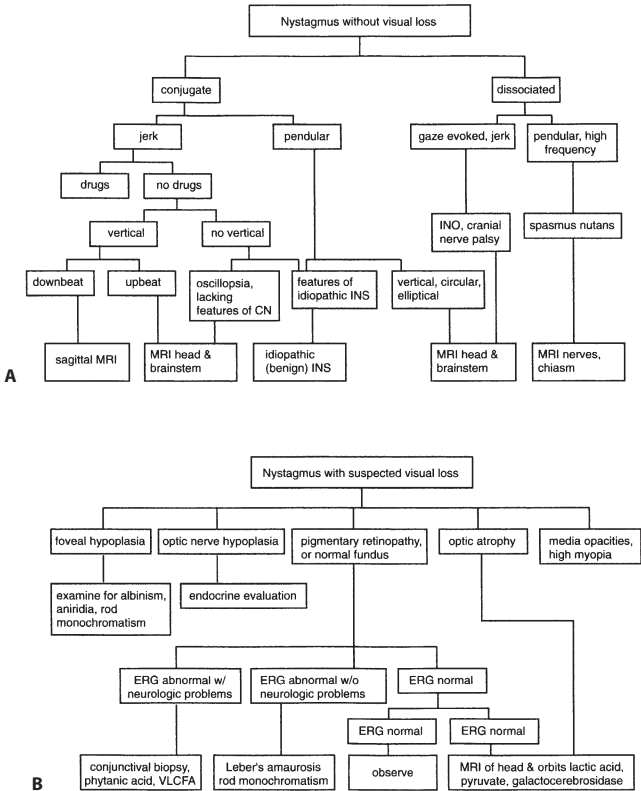 Nystagmus without visual loss
conjugate
dissociated
jerk
pendular
gaze evoked, jerk
pendular, high
frequency
drugs
no drugs
vertical
no vertical
INO, cranial
nerve palsy
spasmus nutans
downbeat
upbeat
oscillopsia,
lacking
features of CN
features of
idiopathic INS
vertical, circular,
elliptical
sagittal MRI
MRI head &
brainstem
idiopathic
(benign) INS
MRI head &
brainstem
MRI nerves,
chiasm
A
Nystagmus with suspected visual loss
foveal hypoplasia
optic nerve hypoplasia
pigmentary retinopathy,
or normal fundus
optic atrophy
media opacities,
high myopia
examine for albinism,
aniridia, rod
monochromatism
endocrine evaluation
ERG abnormal w/
neurologic problems
ERG abnormal w/o
neurologic problems
ERG normal
ERG normal
ERG normal
conjunctival biopsy,
phytanic acid, VLCFA
Leber's amaurosis
rod monochromatism
observe
MRI of head & orbits lactic acid,
pyruvate, galactocerebrosidase
B